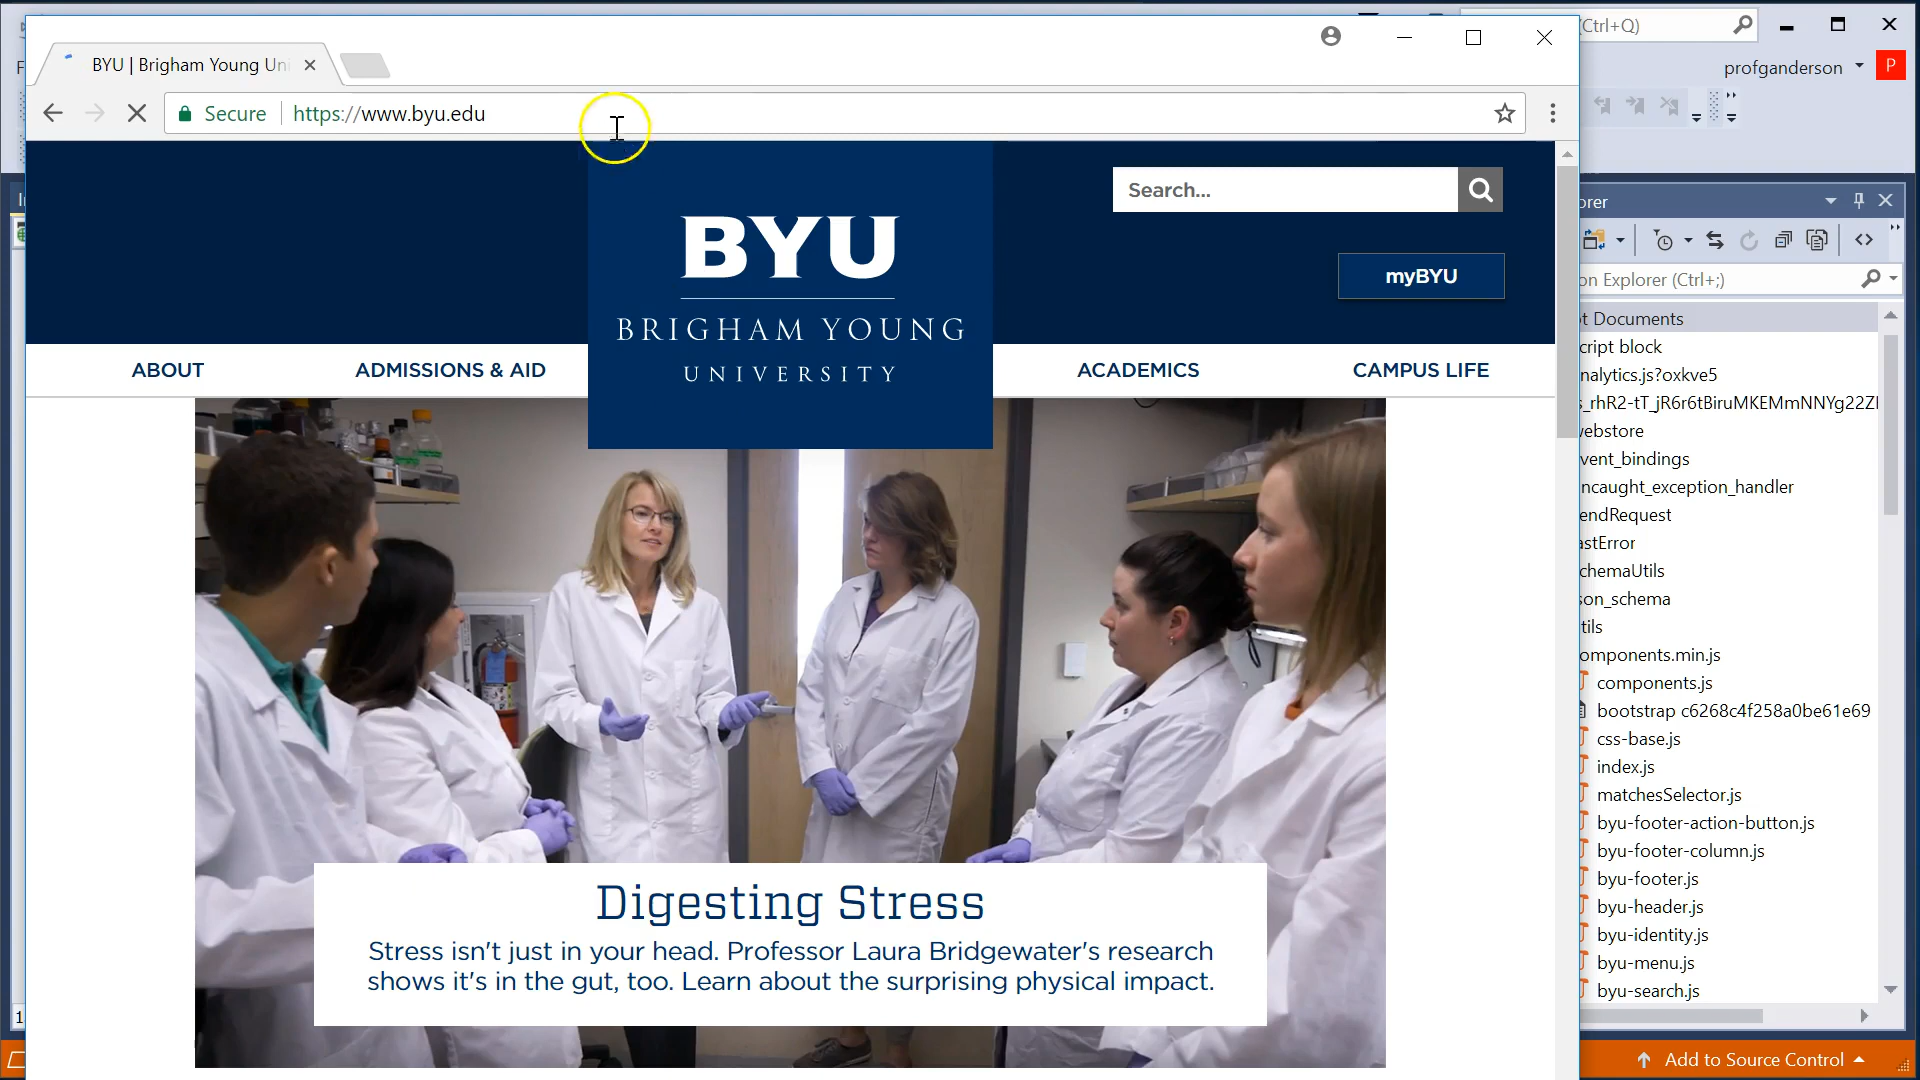 Ctrl+Q)
BYU | Brigham Young Uni
profganderson
P
Secure
https://www.byu.edu
Search...
myBYU
BYU
BRIGHAM YOUNG
UNIVERSITY
ABOUT
ADMISSIONS & AID
ACADEMICS
CAMPUS LIFE
Digesting Stress
Stress isn't just in your head. Professor Laura Bridgewater's research
shows it's in the gut, too. Learn about the surprising physical impact.
orer
on Explorer (Ctrl+;)
t Documents
cript block
nalytics.js?oxkve5
s_rhR2-tT_jR6r6tBiruMKEMmNNYg22Z
webstore
vent_bindings
ncaught_exception_handler
endRequest
astError
chemaUtils
son_schema
tils
omponents.min.js
components.js
bootstrap c6268c4f258a0be61e69
css-base.js
index.js
matchesSelector.js
byu-footer-action-button.js
byu-footer-column.js
byu-footer.js
byu-header.js
byu-identity.js
byu-menu.js
byu-search.js
Add to Source Control